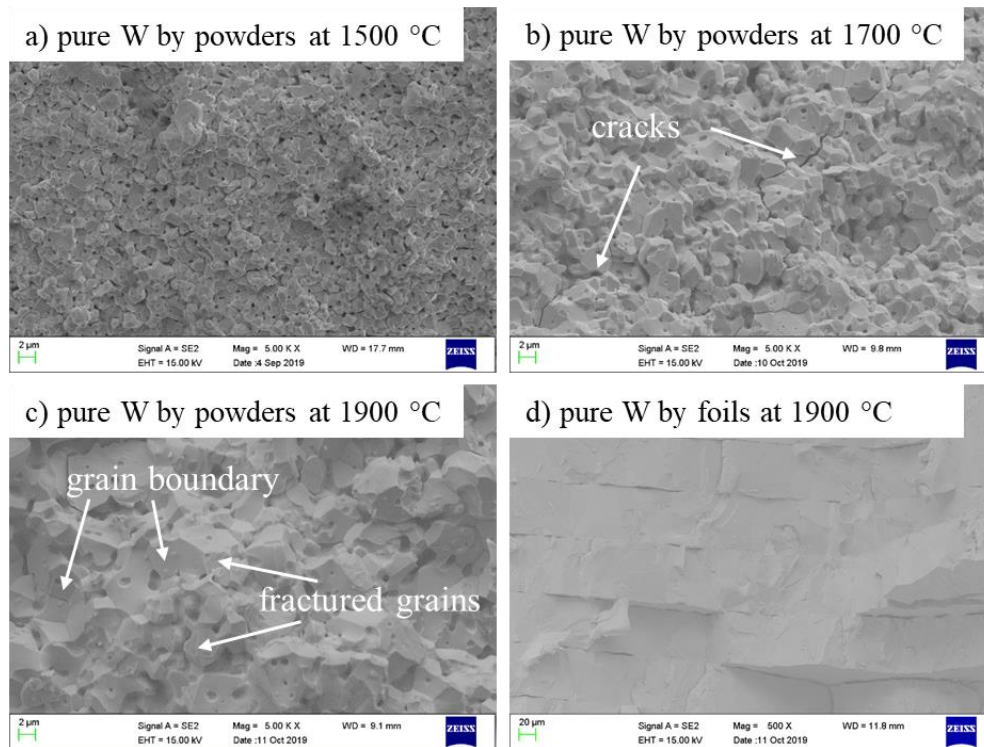 a) pure W by powders at 1500 °C
2 µm
Signal A = SE2 Mag = 5.00 K X WD = 17.7 mm
EHT = 15.00 kV Date :4 Sep 2019
ZEISS
b) pure W by powders at 1700 °C
cracks
2 µm
Signal A = SE2 Mag = 5.00 K X WD = 9.8 mm
EHT = 15.00 kV Date :10 Oct 2019
ZEISS
c) pure W by powders at 1900 °C
grain boundary
fractured grains
2 µm
Signal A = SE2 Mag = 5.00 K X WD = 9.1 mm
EHT = 15.00 kV Date :11 Oct 2019
ZEISS
d) pure W by foils at 1900 °C
20 µm
Signal A = SE2 Mag = 500 X WD = 11.8 mm
EHT = 15.00 kV Date :11 Oct 2019
ZEISS